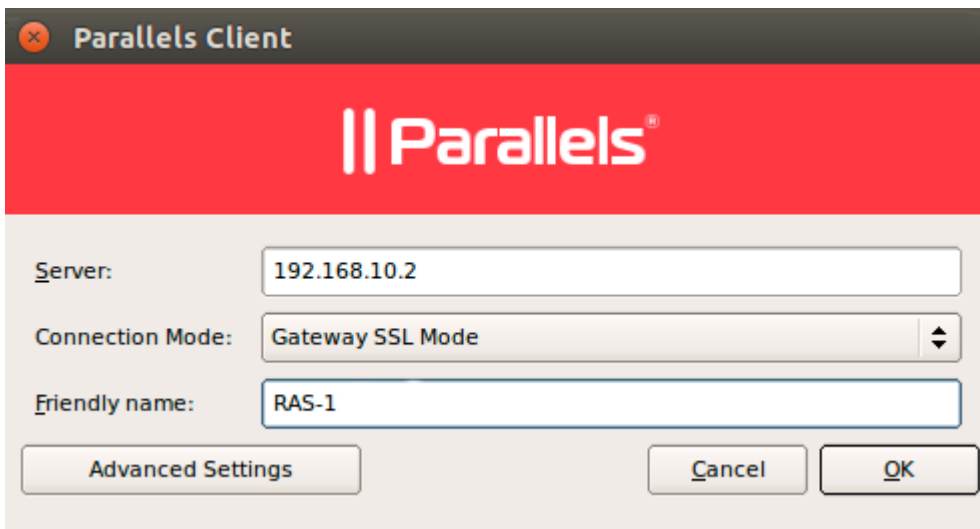 Parallels Client
Parallels®
Server: 192.168.10.2
Connection Mode: Gateway SSL Mode
Friendly name: RAS-1
Advanced Settings Cancel OK